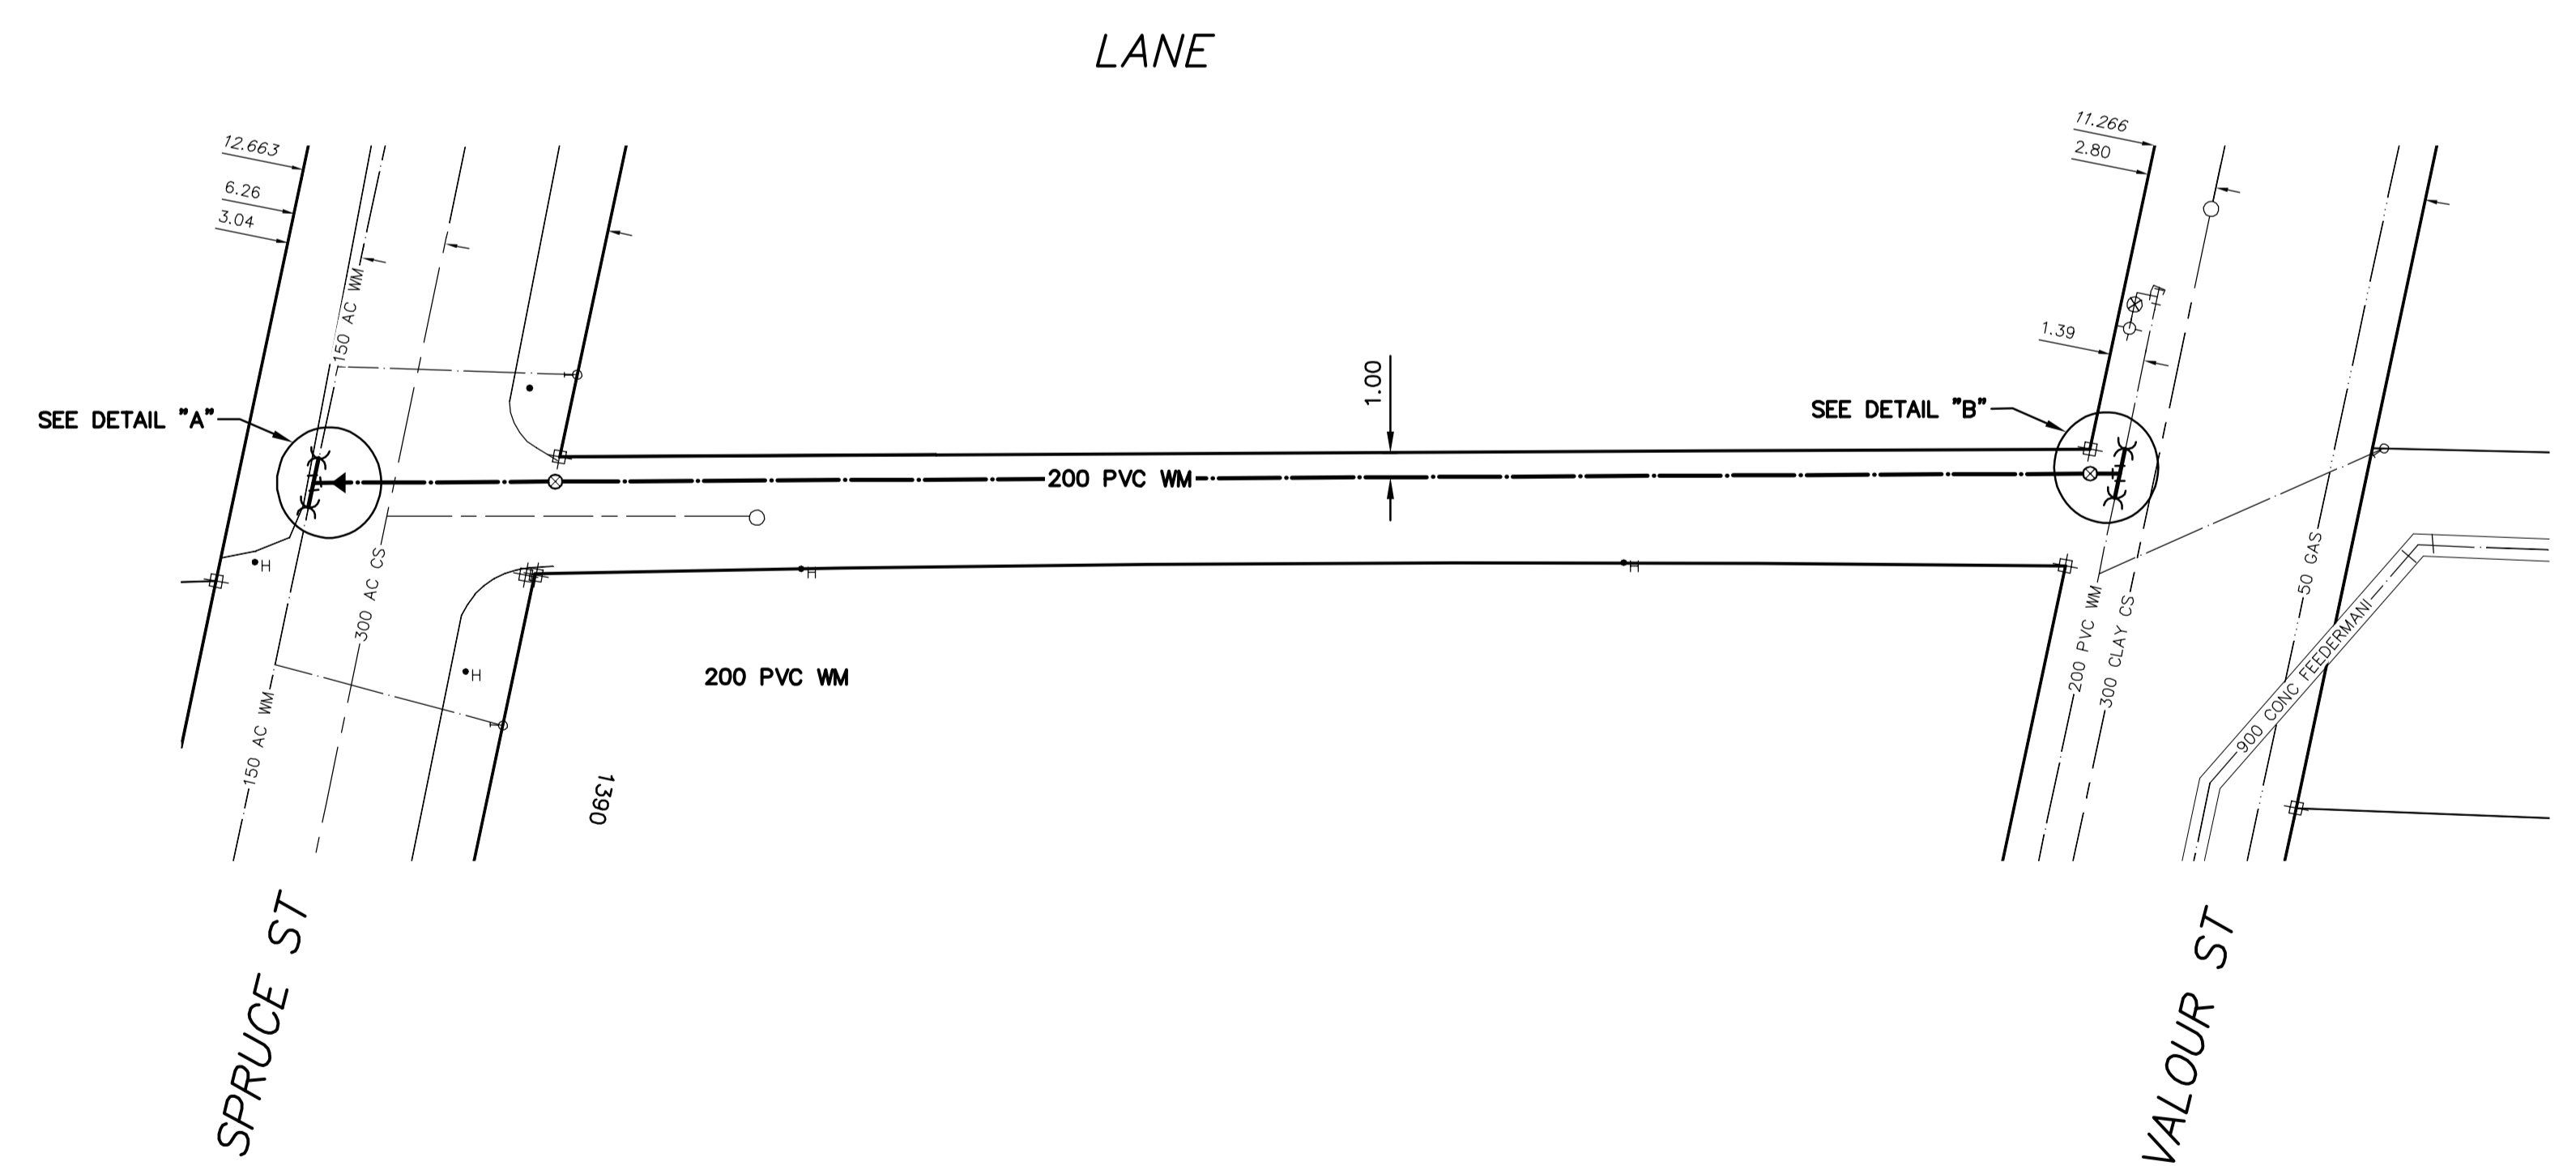 LANE
12.663
6.26
3.04
11.266
2.80
1.39
150 AC WM
1.00
SEE DETAIL "A"
SEE DETAIL "B"
200 PVC WM
H
H
H
H
300 AC CS
50 GAS
200 PVC WM
300 CLAY CS
900 CONC FEEDERMANI
200 PVC WM
150 AC WM
1390
SPRUCE ST
VALOUR ST